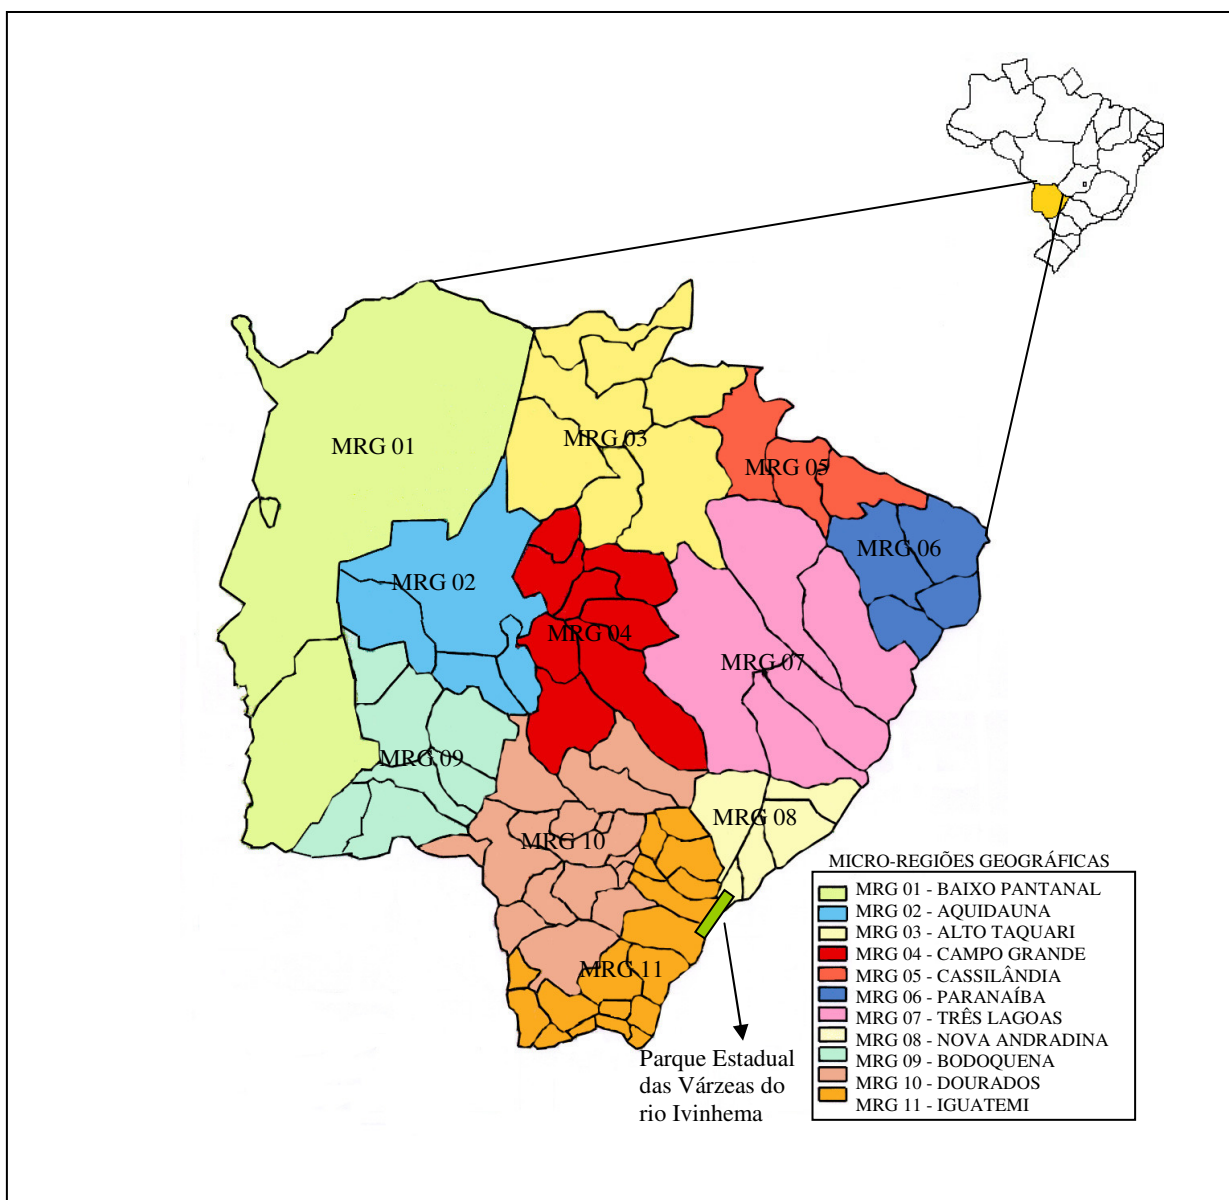 MRG 01
MRG 03
MRG 05
MRG 06
MRG 02
MRG 04
MRG 07
MRG 09
MRG 08
MRG 10
MRG 11
MICRO-REGIÕES GEOGRÁFICAS
MRG 01 - BAIXO PANTANAL
MRG 02 - AQUIDAUNA
MRG 03 - ALTO TAQUARI
MRG 04 - CAMPO GRANDE
MRG 05 - CASSILÂNDIA
MRG 06 - PARANAÍBA
MRG 07 - TRÊS LAGOAS
MRG 08 - NOVA ANDRADINA
MRG 09 - BODOQUENA
MRG 10 - DOURADOS
MRG 11 - IGUATEMI
Parque Estadual
das Várzeas do
rio Ivinhema